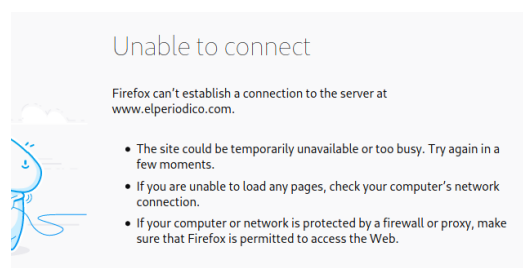 Unable to connect
Firefox can’t establish a connection to the server at
www.elperiodico.com.
• The site could be temporarily unavailable or too busy. Try again in a
few moments.
• If you are unable to load any pages, check your computer’s network
connection.
• If your computer or network is protected by a firewall or proxy, make
sure that Firefox is permitted to access the Web.